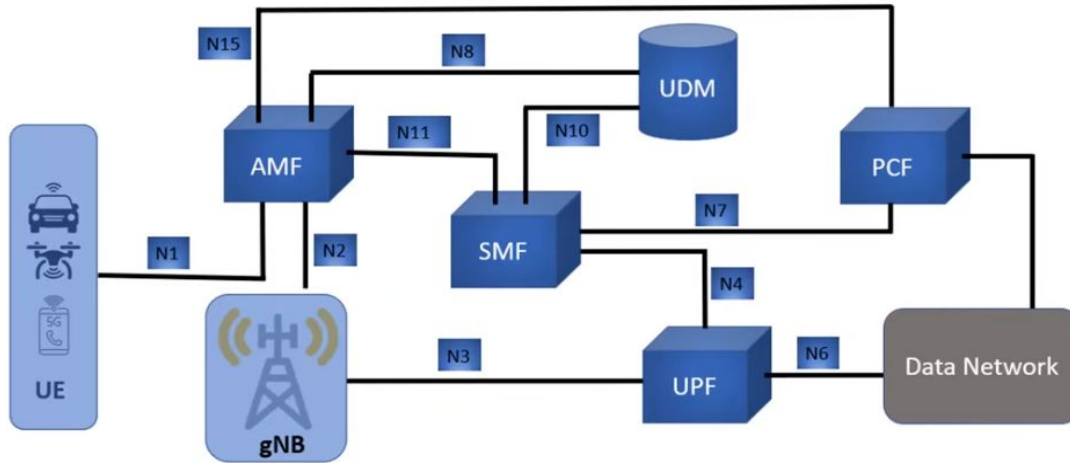 N15
N8
UDM
N11
N10
AMF
PCF
N7
SMF
N1
N2
N4
5G
UE
gNB
N3
UPF
N6
Data Network